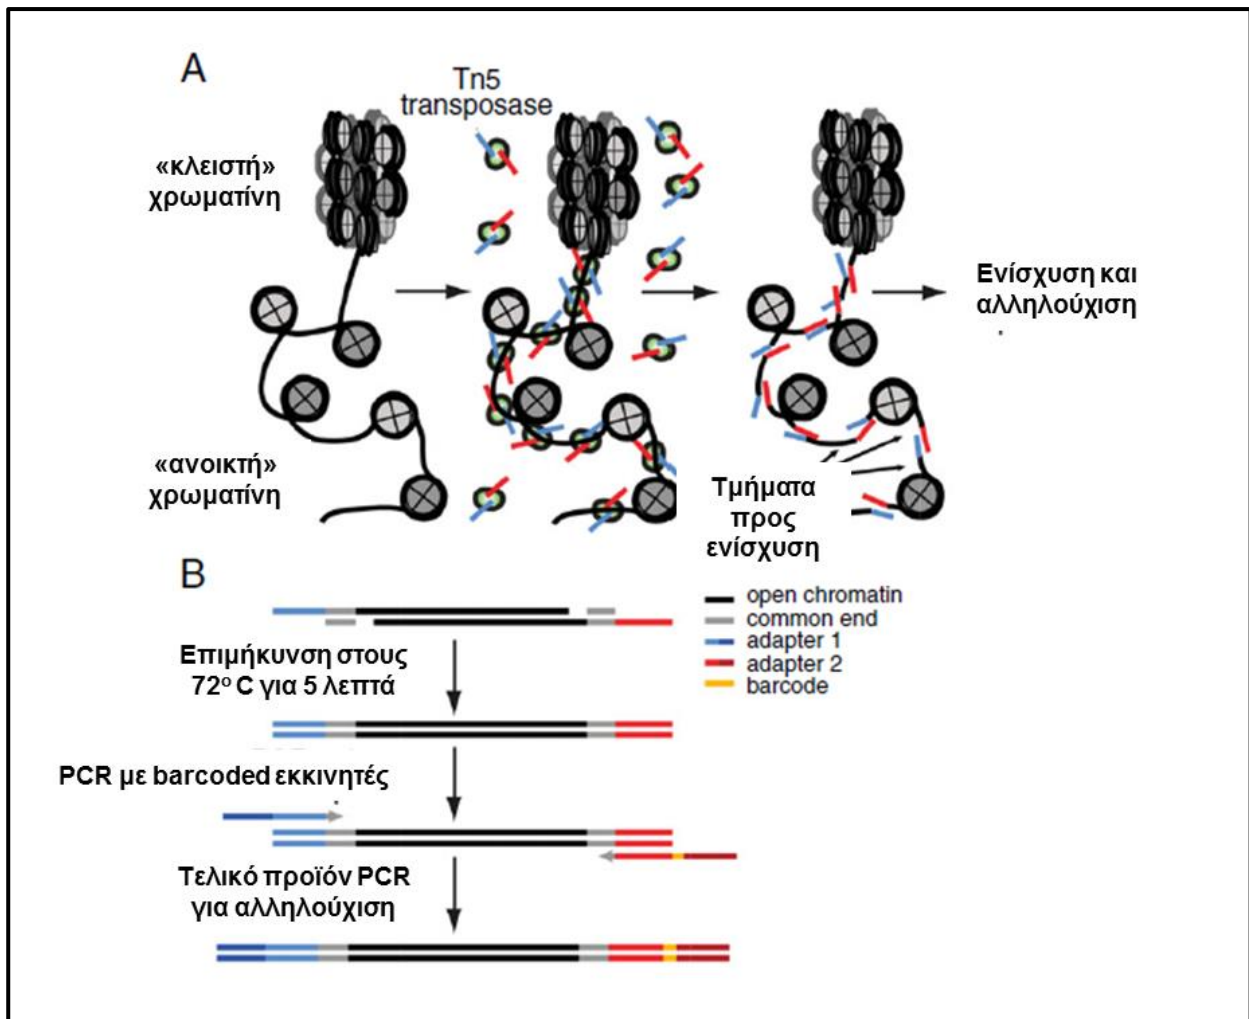 A
Tn5
transposase
«κλειστή»
χρωματίνη
Ενίσχυση και
αλληλούχιση
«ανοικτή»
χρωματίνη
Τμήματα
προς
ενίσχυση
B
open chromatin
common end
adapter 1
adapter 2
barcode
Επιμήκυνση στους
72º C για 5 λεπτά
PCR με barcoded εκκινητές
Τελικό προϊόν PCR
για αλληλούχιση